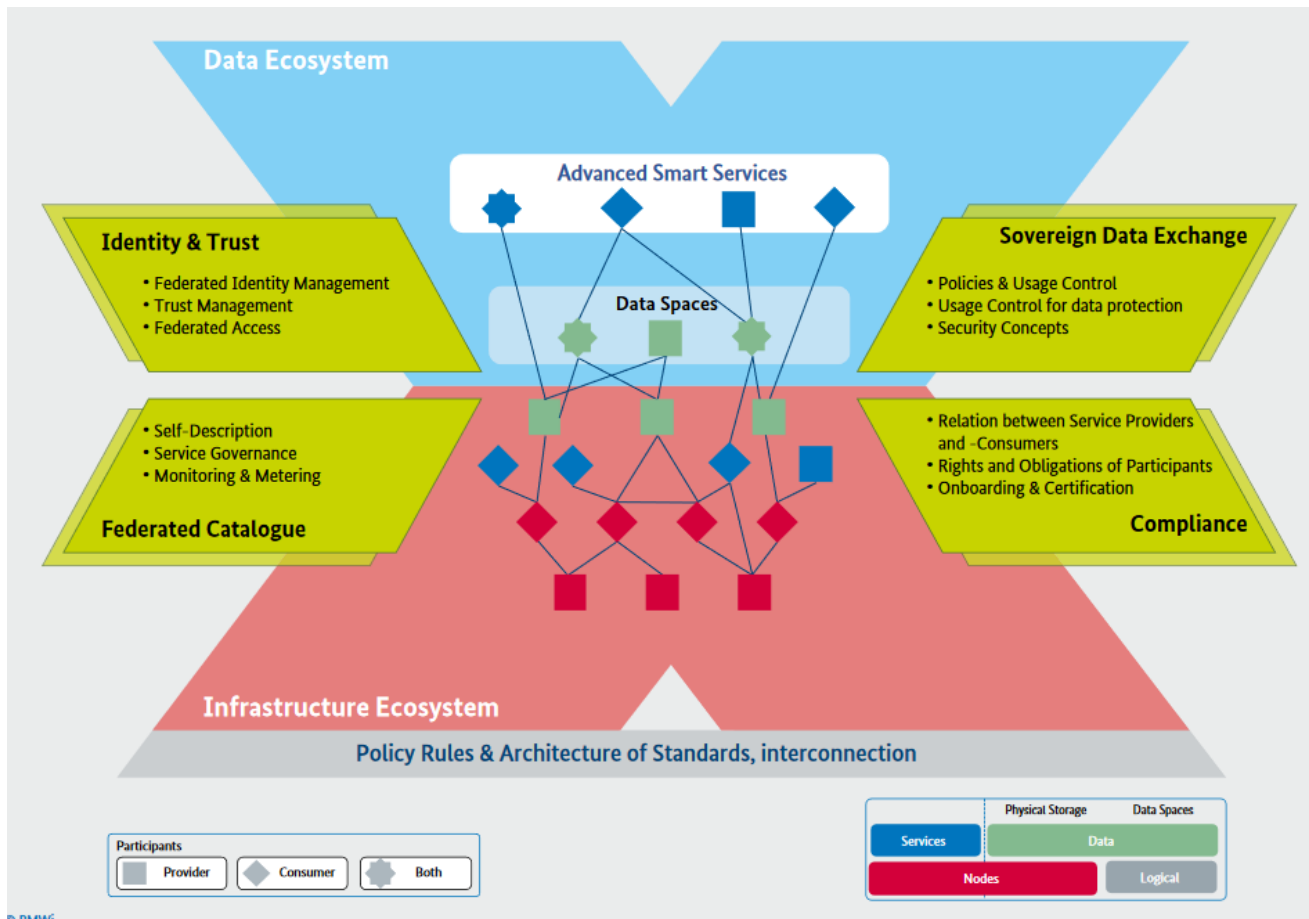 Data Ecosystem
Advanced Smart Services
Identity & Trust
• Federated Identity Management
• Trust Management
• Federated Access
Sovereign Data Exchange
• Policies & Usage Control
• Usage Control for data protection
• Security Concepts
Data Spaces
• Self-Description
• Service Governance
• Monitoring & Metering
Federated Catalogue
• Relation between Service Providers
and -Consumers
• Rights and Obligations of Participants
• Onboarding & Certification
Compliance
Infrastructure Ecosystem
Policy Rules & Architecture of Standards, interconnection
Participants
Provider
Consumer
Both
Physical Storage
Data Spaces
Services
Data
Nodes
Logical